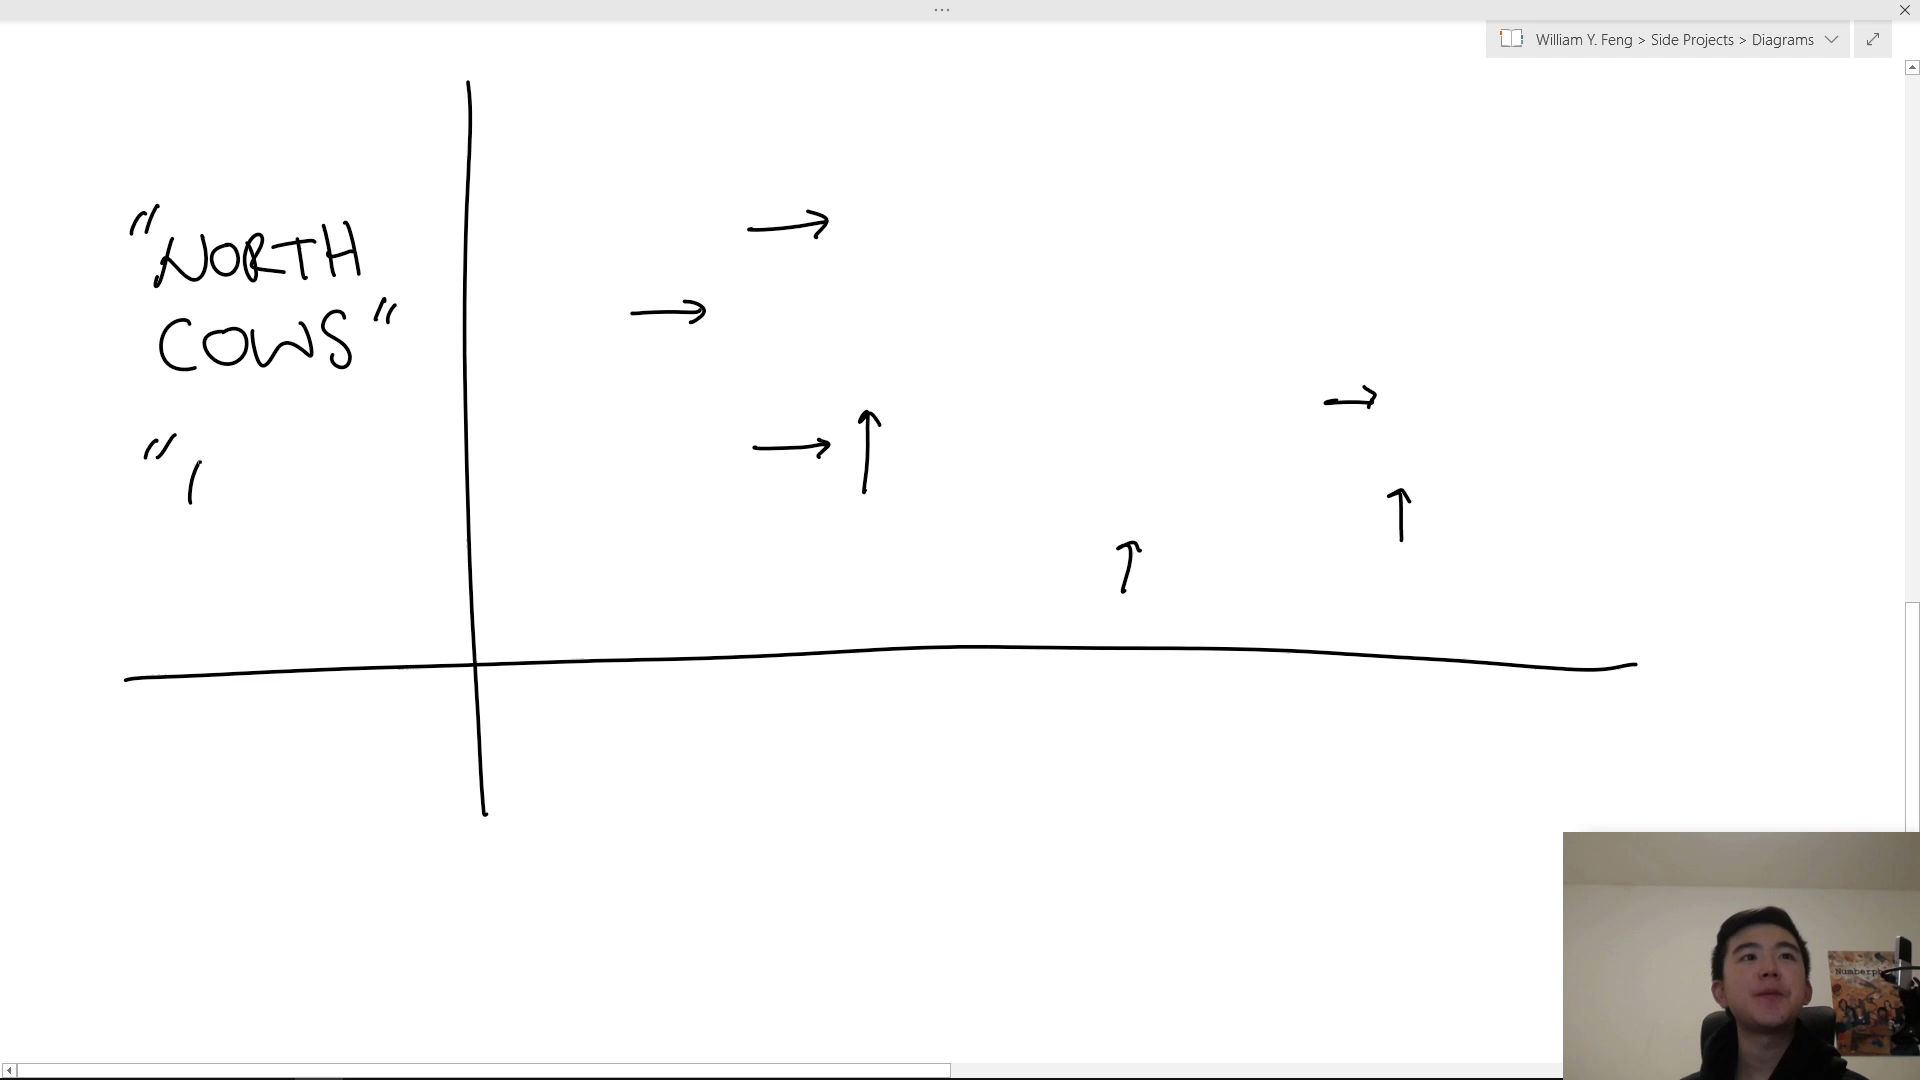 ...
William Y. Feng > Side Projects > Diagrams
"NORTH
COWS"
"